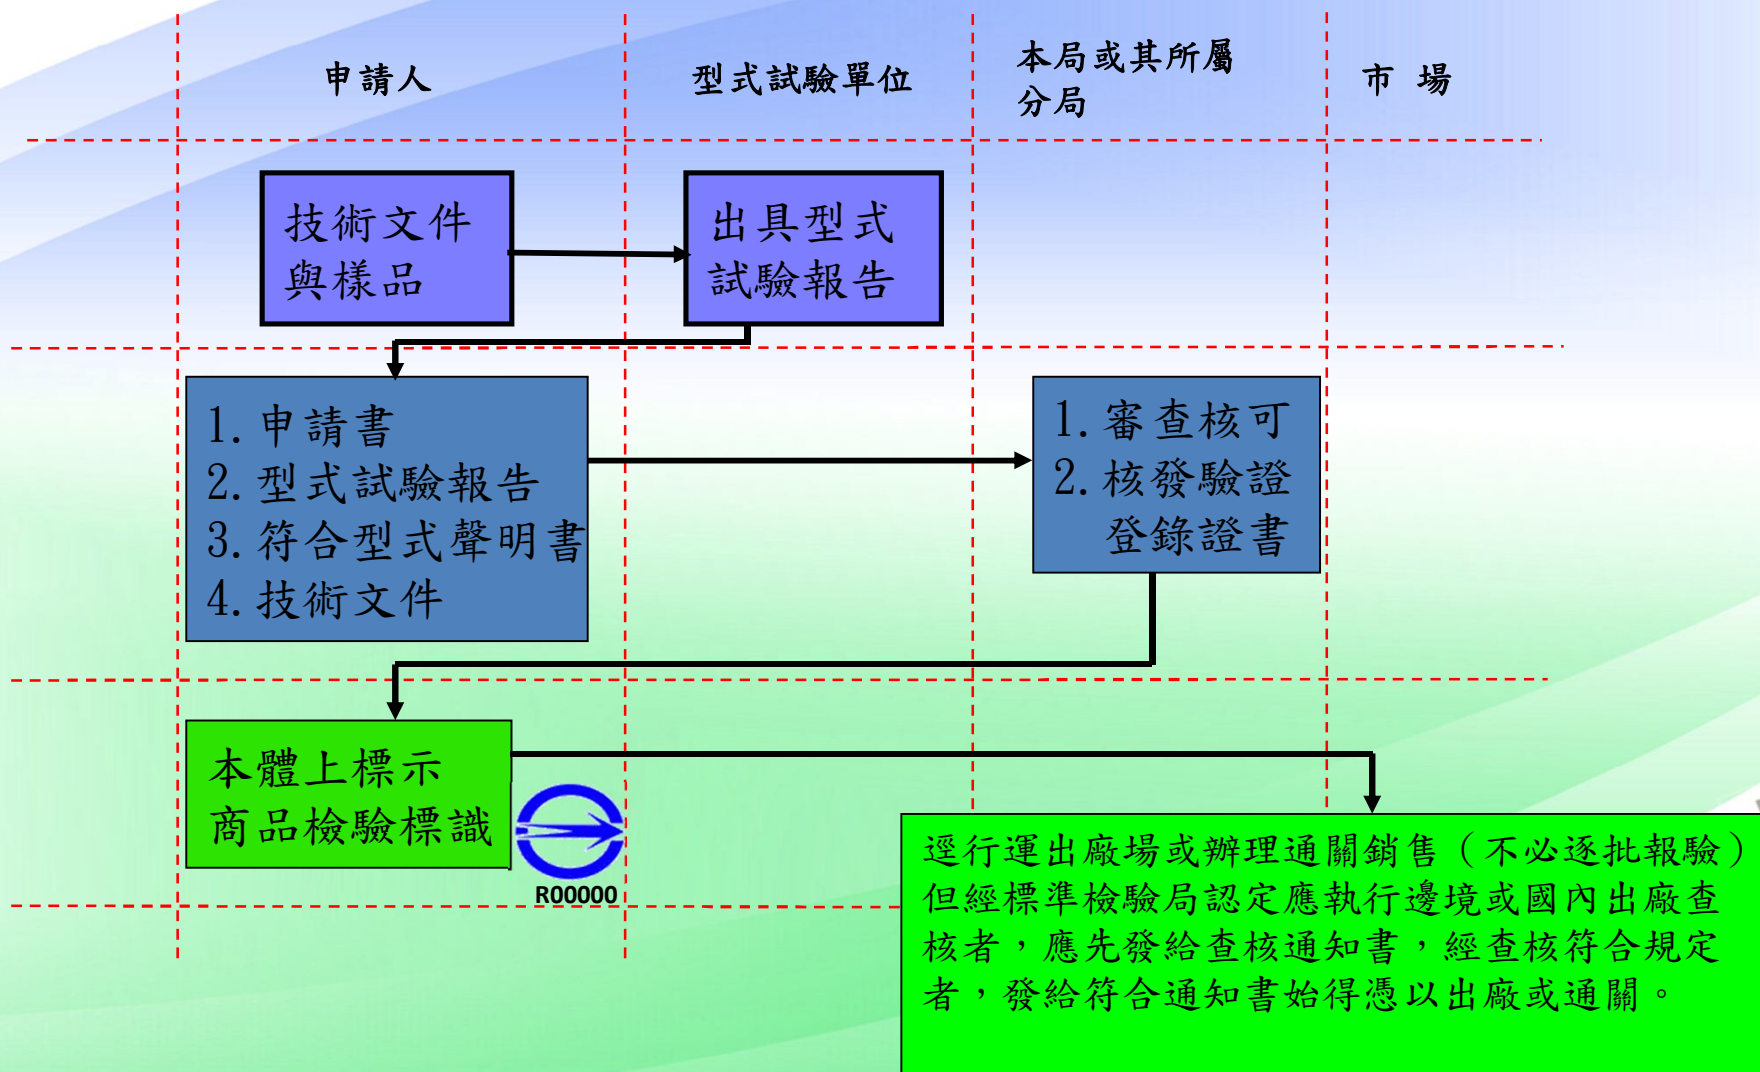 申請人
型式試驗單位
本局或其所屬
分局
市 場
技術文件
與樣品
出具型式
試驗報告
1.申請書
2.型式試驗報告
3.符合型式聲明書
4.技術文件
1.審查核可
2.核發驗證
登錄證書
本體上標示
商品檢驗標識
R00000
逕行運出廠場或辦理通關銷售（不必逐批報驗）
但經標準檢驗局認定應執行邊境或國內出廠查
核者，應先發給查核通知書，經查核符合規定
者，發給符合通知書始得憑以出廠或通關。